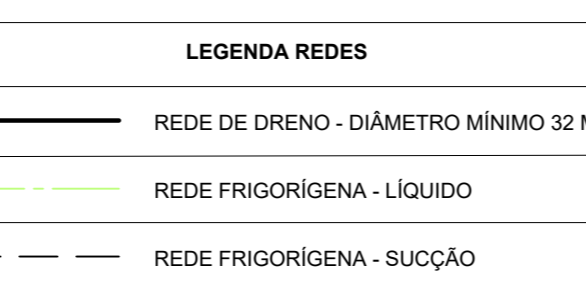 LEGENDA REDES
REDE DE DRENO - DIÂMETRO MÍNIMO 32
REDE FRIGORÍGENA - LÍQUIDO
REDE FRIGORÍGENA - SUCÇÃO